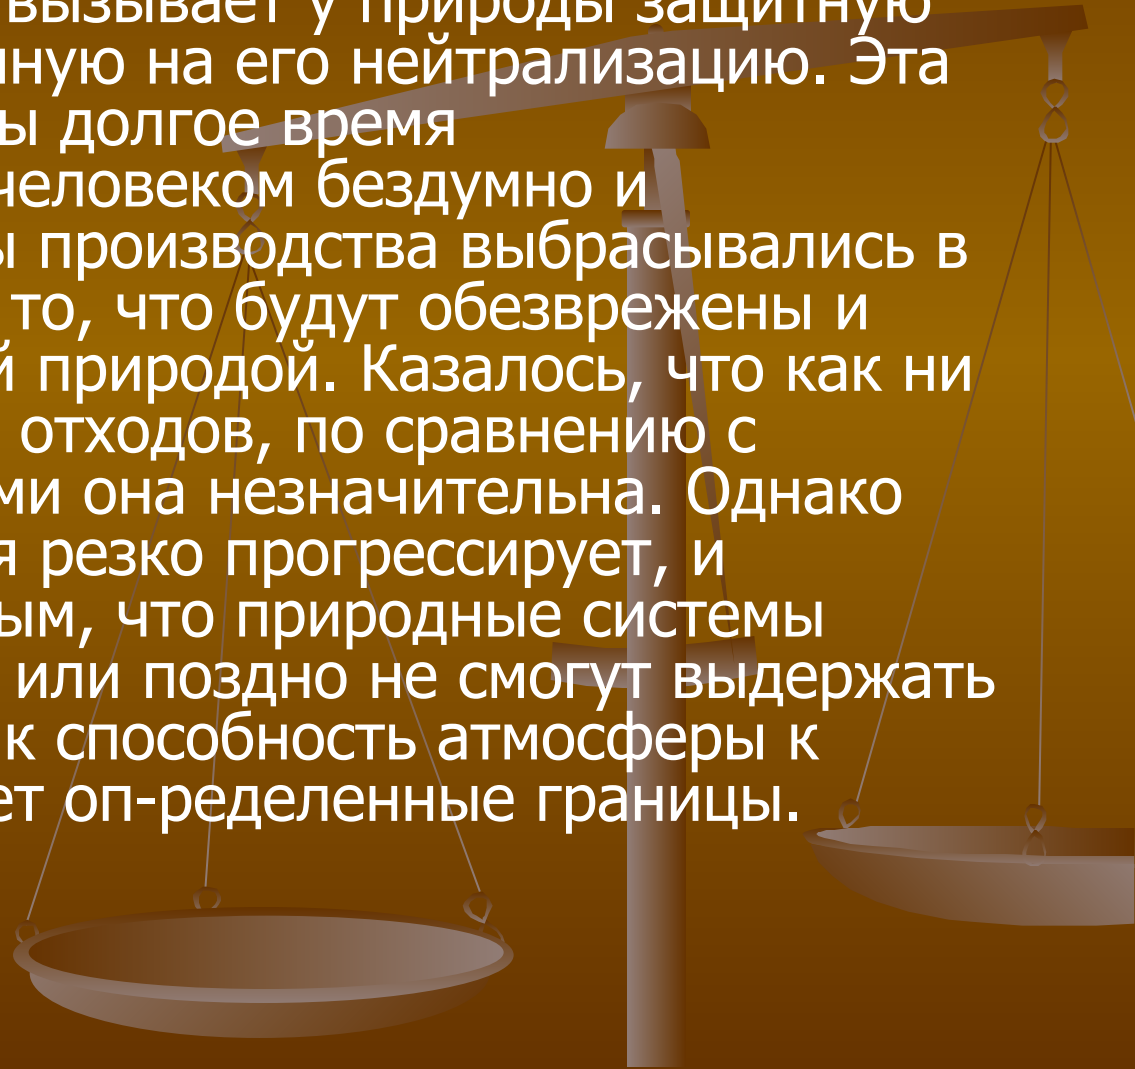 вызывает у природы защитную
нную на его нейтрализацию. Эта
ы долгое время
человеком бездумно и
ы производства выбрасывались в
то, что будут обезврежены и
й природой. Казалось, что как ни
отходов, по сравнению с
ми она незначительна. Однако
я резко прогрессирует, и
ым, что природные системы
или поздно не смогут выдержать
к способность атмосферы к
ет оп-ределенные границы.